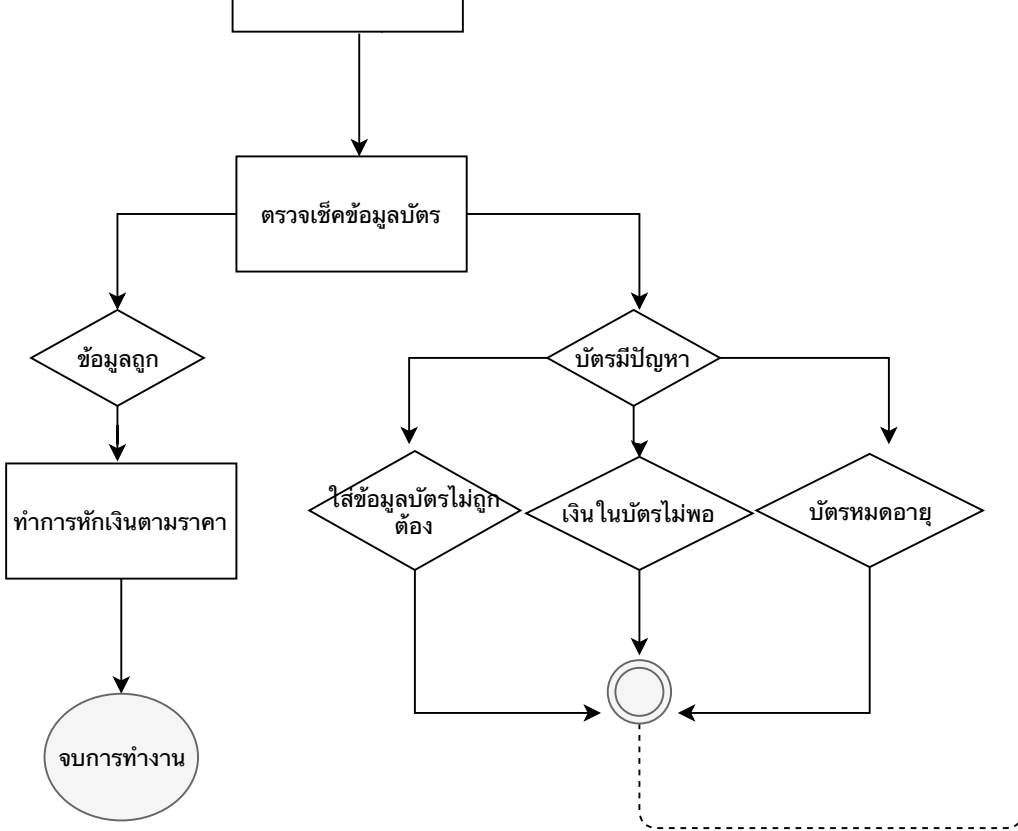 ตรวจเช็คข้อมูลบัตร
ข้อมูลถูก
บัตรมีปัญหา
ทำการหักเงินตามราคา
ใส่ข้อมูลบัตรไม่ถูก
ต้อง
เงินในบัตรไม่พอ
บัตรหมดอายุ
จบการทำงาน